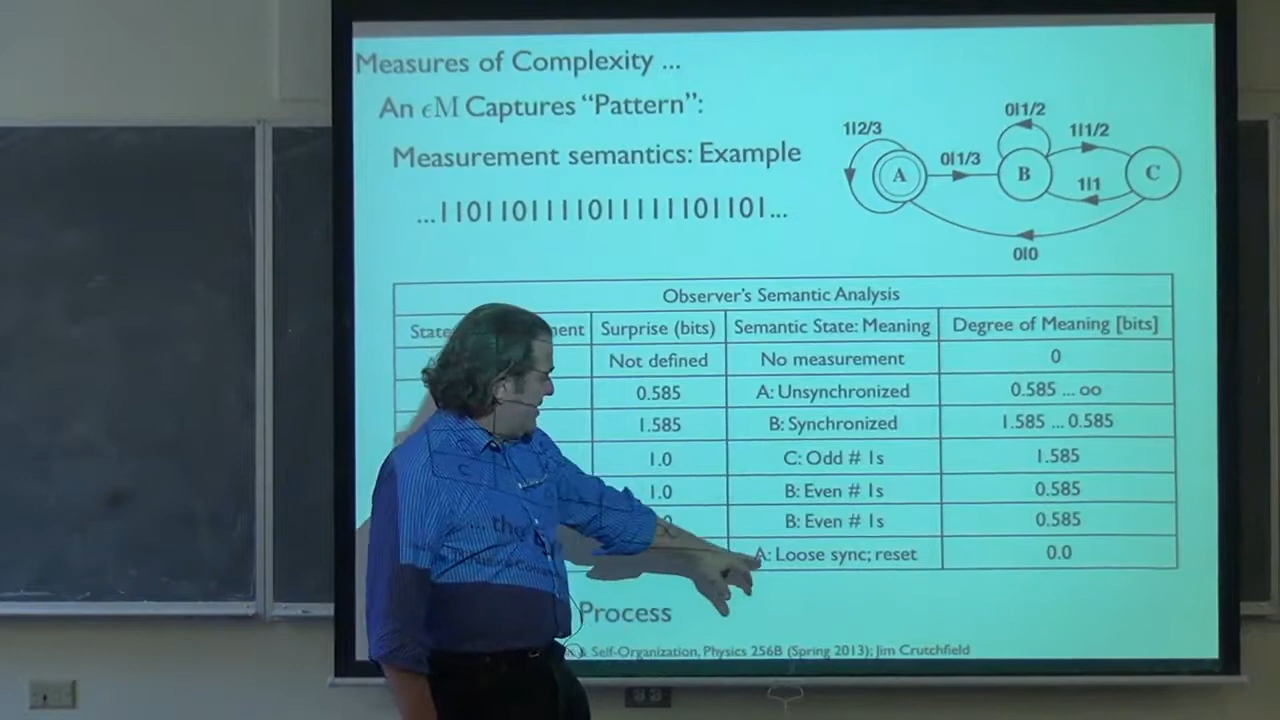 Measures of Complexity ...
An ϵM Captures “Pattern”:
Measurement semantics: Example
...11011011110111111101101...
1|2/3
0|1/3
0|1/2
1|1/2
1|1
0|0
A
B
C
Observer's Semantic Analysis
Surprise (bits) Semantic State: Meaning Degree of Meaning [bits]
Not defined No measurement 0
0.585 A: Unsynchronized 0.585 ... oo
1.585 B: Synchronized 1.585 ... 0.585
1.0 C: Odd # 1s 1.585
1.0 B: Even # 1s 0.585
B: Even # 1s 0.585
A: Loose sync; reset 0.0
Process
& Self-Organization, Physics 256B (Spring 2013); Jim Crutchfield